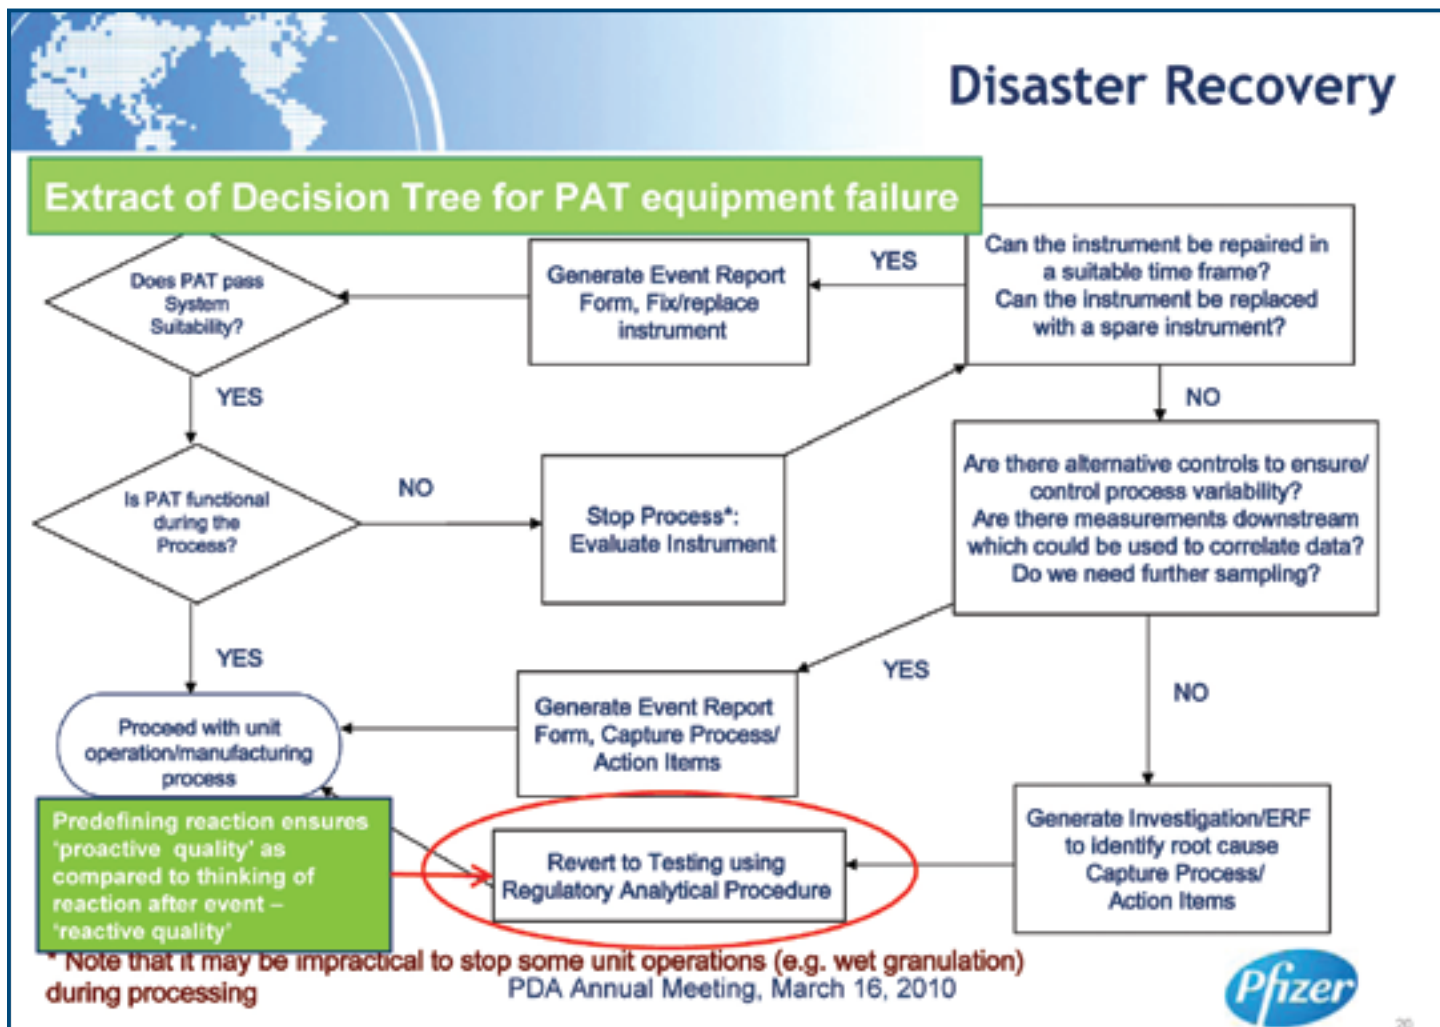 Disaster Recovery
Extract of Decision Tree for PAT equipment failure
Does PAT pass
System
Suitability?
Generate Event Report
Form, Fix/replace
instrument
YES
Can the instrument be repaired in
a suitable time frame?
Can the instrument be replaced
with a spare instrument?
YES
NO
Is PAT functional
during the
Process?
NO
Stop Process*:
Evaluate Instrument
Are there alternative controls to ensure/
control process variability?
Are there measurements downstream
which could be used to correlate data?
Do we need further sampling?
YES
YES
NO
Proceed with unit
operation/manufacturing
process
Generate Event Report
Form, Capture Process/
Action Items
Predefining reaction ensures
‘proactive quality’ as
compared to thinking of
reaction after event –
‘reactive quality’
Revert to Testing using
Regulatory Analytical Procedure
Generate Investigation/ERF
to identify root cause
Capture Process/
Action Items
* Note that it may be impractical to stop some unit operations (e.g. wet granulation)
during processing
PDA Annual Meeting, March 16, 2010
Pfizer